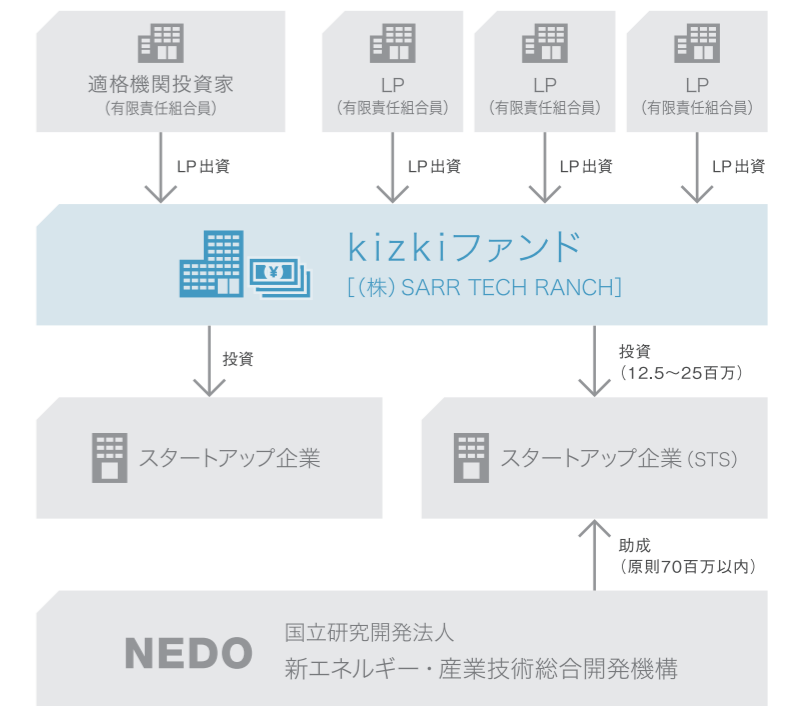 適格機関投資家
（有限責任組合員）
LP
（有限責任組合員）
LP
（有限責任組合員）
LP
（有限責任組合員）
LP出資
LP出資
LP出資
LP出資
¥
kizkiファンド
[（株）SARR TECH RANCH]
投資
投資
（12.5〜25百万）
スタートアップ企業
スタートアップ企業（STS）
助成
（原則70百万以内）
NEDO
国立研究開発法人
新エネルギー・産業技術総合開発機構